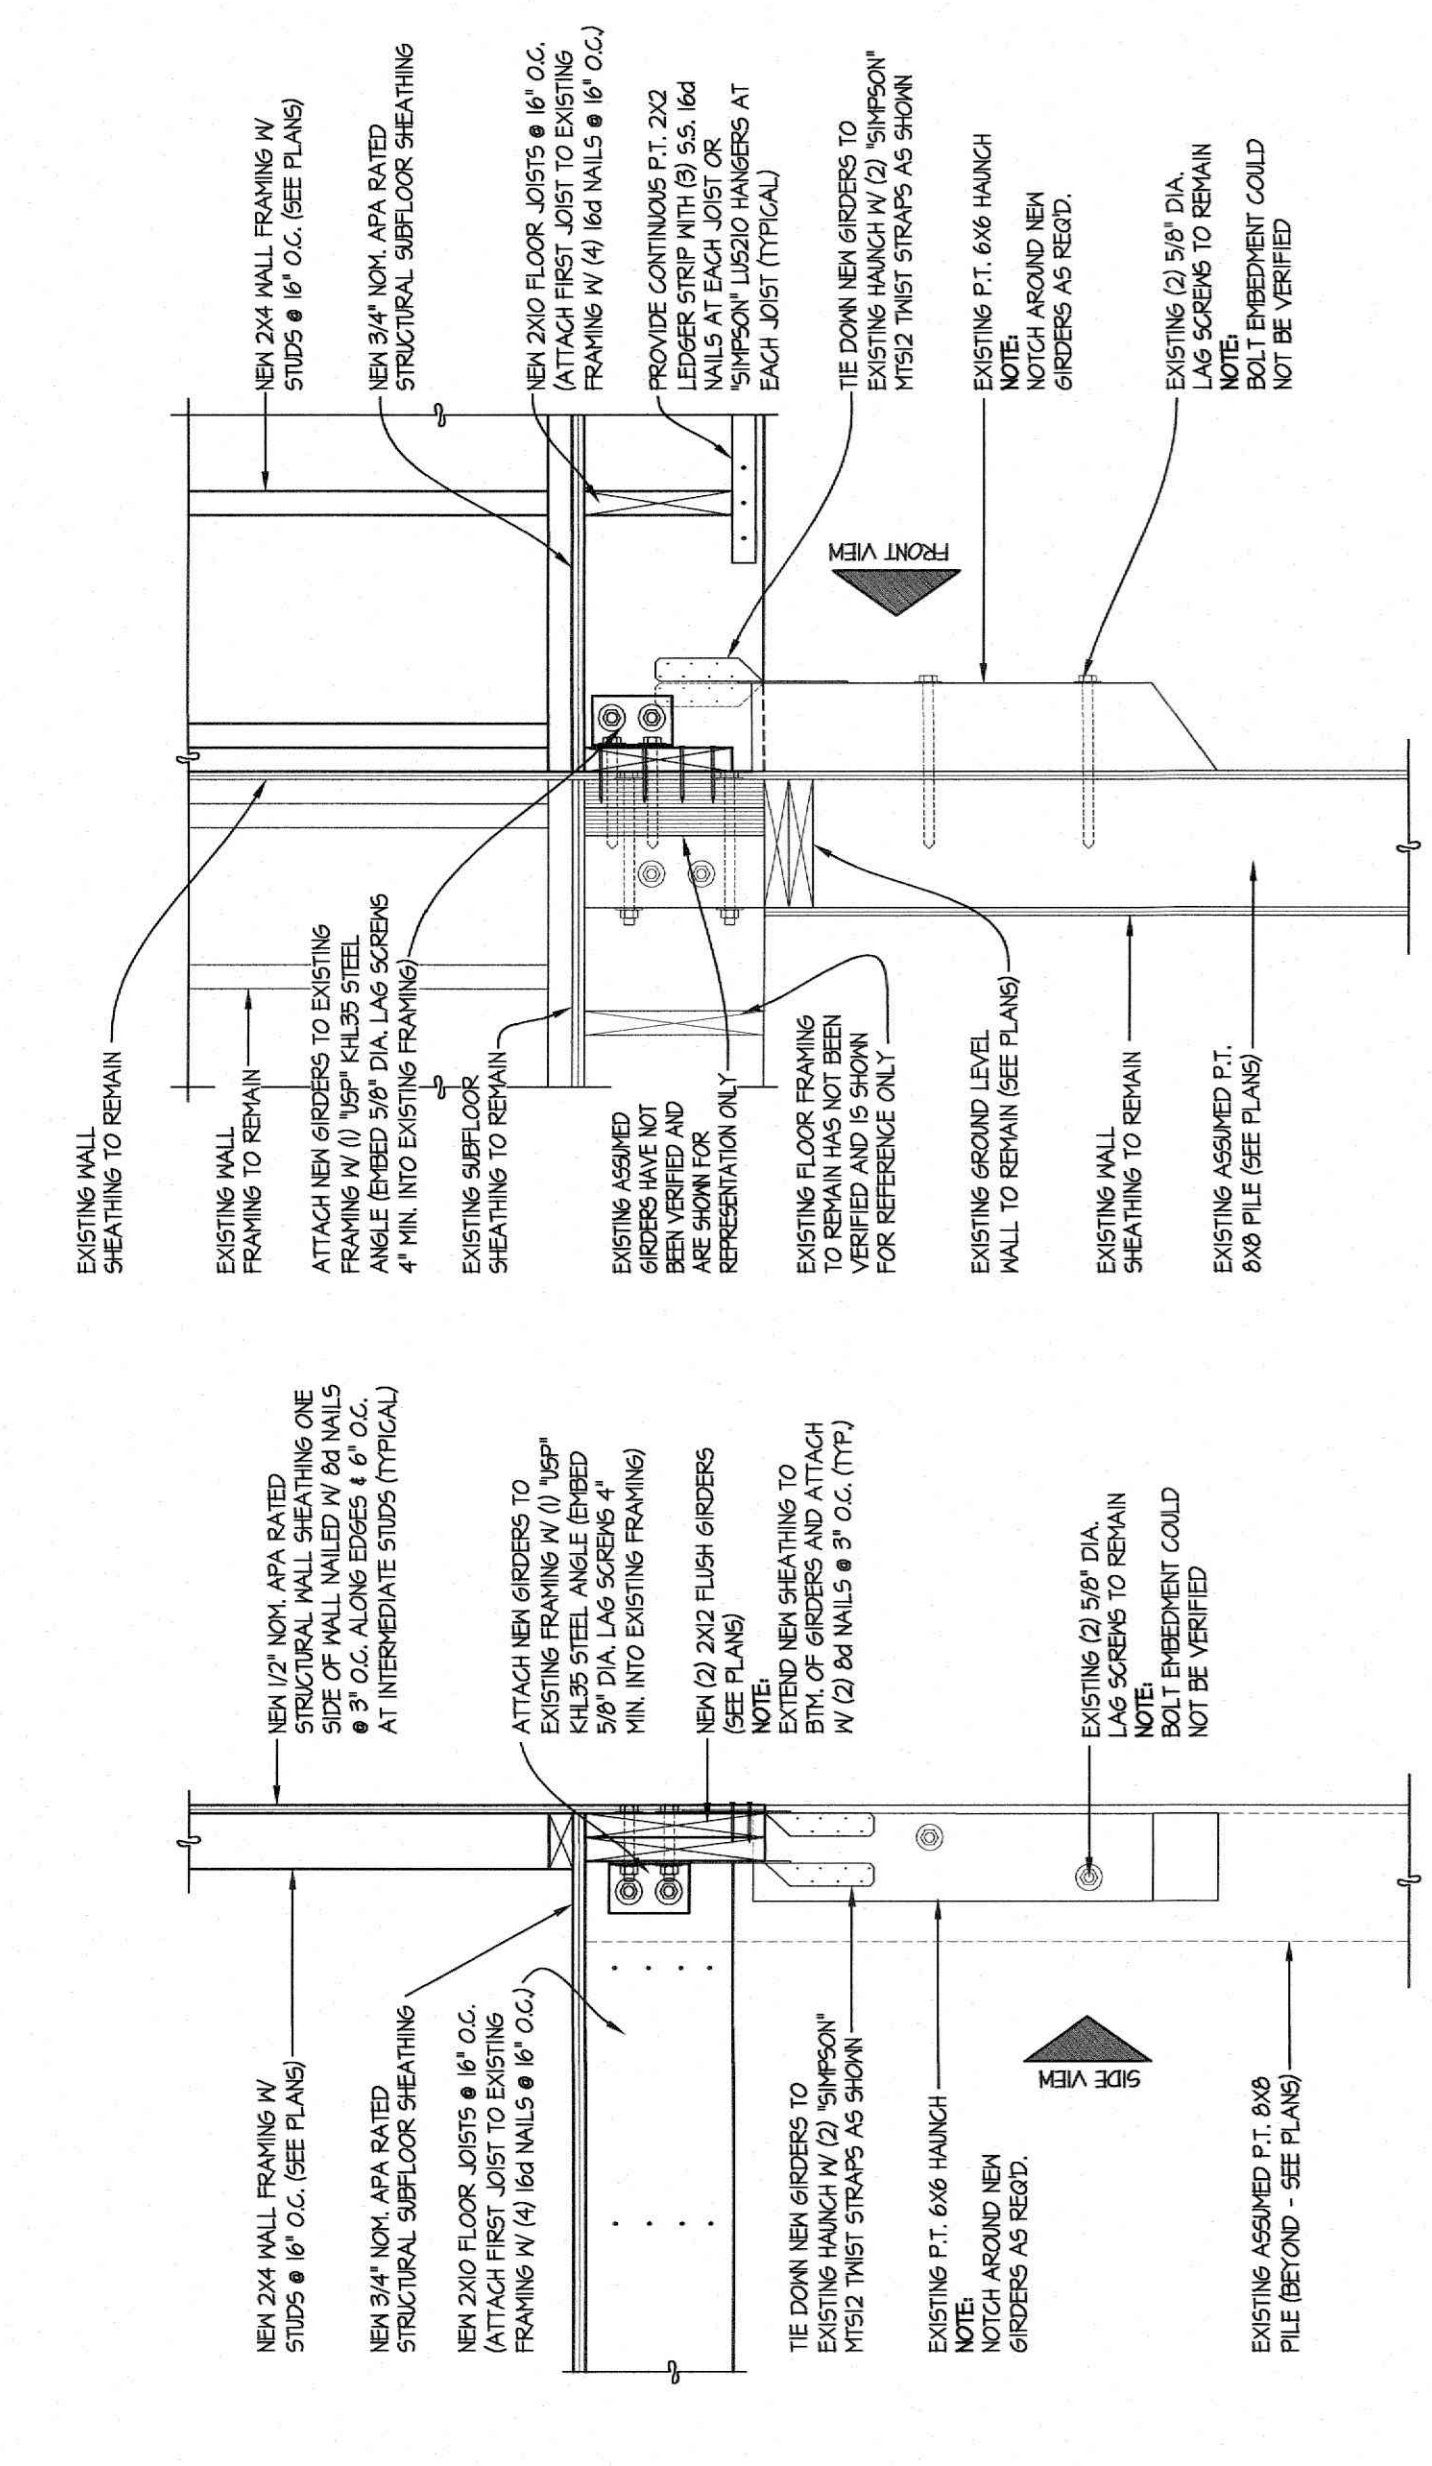 NEW 2X4 WALL FRAMING W/
STUDS @ 16" O.C. (SEE PLANS)
NEW 3/4" NOM. APA RATED
STRUCTURAL SUBFLOOR SHEATHING
NEW 2X10 FLOOR JOISTS @ 16" O.C.
(ATTACH FIRST JOIST TO EXISTING
FRAMING W/ (4) 16d NAILS @ 16" O.C.)
TIE DOWN NEW GIRDERS TO
EXISTING HAUNCH W/ (2) "SIMPSON"
MTS12 TWIST STRAPS AS SHOWN
EXISTING P.T. 6X6 HAUNCH
NOTE:
NOTCH AROUND NEW
GIRDERS AS REQ'D.
SIDE VIEW
EXISTING ASSUMED P.T. 8X8
PILE (BEYOND - SEE PLANS)
NEW 1/2" NOM. APA RATED
STRUCTURAL WALL SHEATHING ONE
SIDE OF WALL NAILED W/ 8d NAILS
@ 3" O.C. ALONG EDGES & 6" O.C.
AT INTERMEDIATE STUDS (TYPICAL)
ATTACH NEW GIRDERS TO
EXISTING FRAMING W/ (1) "USP"
KHL35 STEEL ANGLE (EMBED
5/8" DIA. LAG SCREWS 4"
MIN. INTO EXISTING FRAMING)
NEW (2) 2X12 FLUSH GIRDERS
(SEE PLANS)
NOTE:
EXTEND NEW SHEATHING TO
BTM. OF GIRDERS AND ATTACH
W/ (2) 8d NAILS @ 3" O.C. (TYP.)
EXISTING (2) 5/8" DIA.
LAG SCREWS TO REMAIN
NOTE:
BOLT EMBEDMENT COULD
NOT BE VERIFIED
EXISTING WALL
SHEATHING TO REMAIN
EXISTING WALL
FRAMING TO REMAIN
ATTACH NEW GIRDERS TO EXISTING
FRAMING W/ (1) "USP" KHL35 STEEL
ANGLE (EMBED 5/8" DIA. LAG SCREWS
4" MIN. INTO EXISTING FRAMING)
EXISTING SUBFLOOR
SHEATHING TO REMAIN
EXISTING ASSUMED
GIRDERS HAVE NOT
BEEN VERIFIED AND
ARE SHOWN FOR
REPRESENTATION ONLY
EXISTING FLOOR FRAMING
TO REMAIN HAS NOT BEEN
VERIFIED AND IS SHOWN
FOR REFERENCE ONLY
EXISTING GROUND LEVEL
WALL TO REMAIN (SEE PLANS)
EXISTING WALL
SHEATHING TO REMAIN
EXISTING ASSUMED P.T.
8X8 PILE (SEE PLANS)
NEW 2X4 WALL FRAMING W/
STUDS @ 16" O.C. (SEE PLANS)
NEW 3/4" NOM. APA RATED
STRUCTURAL SUBFLOOR SHEATHING
NEW 2X10 FLOOR JOISTS @ 16" O.C.
(ATTACH FIRST JOIST TO EXISTING
FRAMING W/ (4) 16d NAILS @ 16" O.C.)
PROVIDE CONTINUOUS P.T. 2X2
LEDGER STRIP WITH (3) S.S. 16d
NAILS AT EACH JOIST OR
"SIMPSON" LUS210 HANGERS AT
EACH JOIST (TYPICAL)
TIE DOWN NEW GIRDERS TO
EXISTING HAUNCH W/ (2) "SIMPSON"
MTS12 TWIST STRAPS AS SHOWN
FRONT VIEW
EXISTING P.T. 6X6 HAUNCH
NOTE:
NOTCH AROUND NEW
GIRDERS AS REQ'D.
EXISTING (2) 5/8" DIA.
LAG SCREWS TO REMAIN
NOTE:
BOLT EMBEDMENT COULD
NOT BE VERIFIED